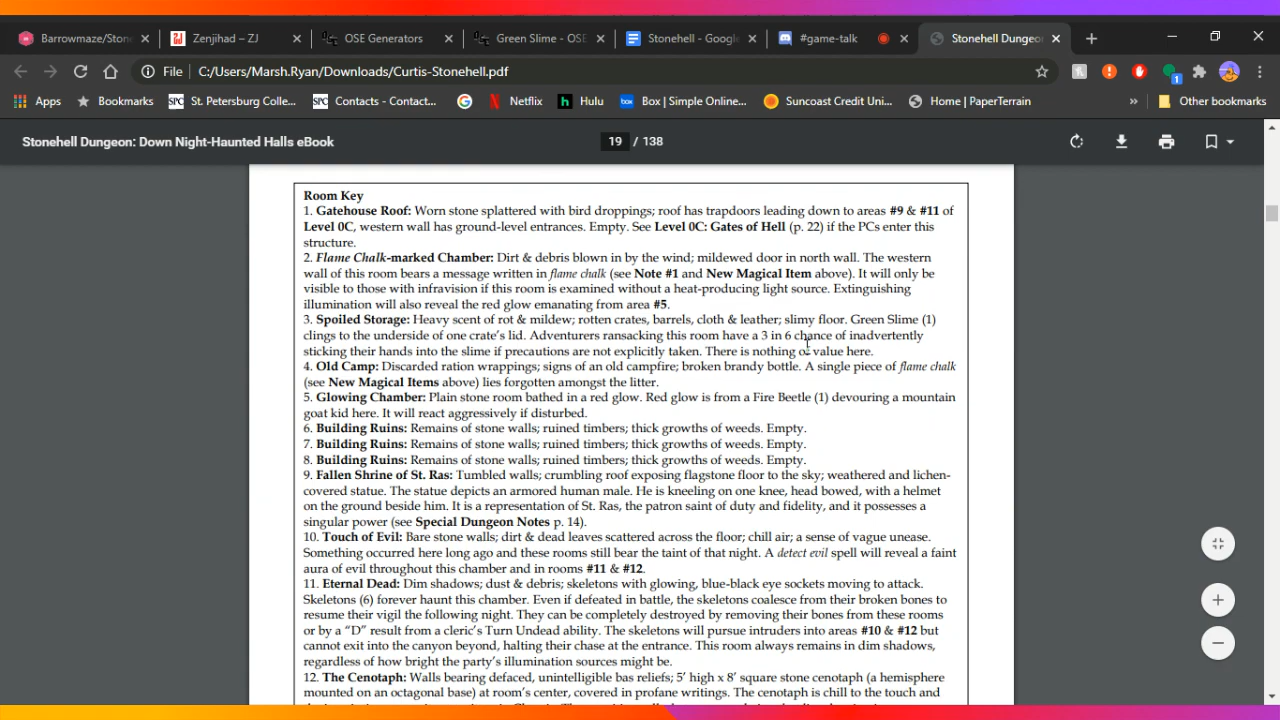 Barrowmaze/Stone
Zenjihad – ZJ
OSE Generators
Green Slime - OSE
Stonehell - Google
#game-talk
Stonehell Dungeo
File C:/Users/Marsh.Ryan/Downloads/Curtis-Stonehell.pdf
Apps Bookmarks St. Petersburg Colle... Contacts - Contact... Netflix Hulu Box | Simple Onlin... Suncoast Credit Uni... Home | PaperTerrain » Other bookmarks
Stonehell Dungeon: Down Night-Haunted Halls eBook 19 / 138
Room Key
1. Gatehouse Roof: Worn stone splattered with bird droppings; roof has trapdoors leading down to areas #9 & #11 of
Level 0C, western wall has ground-level entrances. Empty. See Level 0C: Gates of Hell (p. 22) if the PCs enter this
structure.
2. Flame Chalk-marked Chamber: Dirt & debris blown in by the wind; mildewed door in north wall. The western
wall of this room bears a message written in flame chalk (see Note #1 and New Magical Item above). It will only be
visible to those with infravision if this room is examined without a heat-producing light source. Extinguishing
illumination will also reveal the red glow emanating from area #5.
3. Spoiled Storage: Heavy scent of rot & mildew; rotten crates, barrels, cloth & leather; slimy floor. Green Slime (1)
clings to the underside of one crate's lid. Adventurers ransacking this room have a 3 in 6 chance of inadvertently
sticking their hands into the slime if precautions are not explicitly taken. There is nothing of value here.
4. Old Camp: Discarded ration wrappings; signs of an old campfire; broken brandy bottle. A single piece of flame chalk
(see New Magical Items above) lies forgotten amongst the litter.
5. Glowing Chamber: Plain stone room bathed in a red glow. Red glow is from a Fire Beetle (1) devouring a mountain
goat kid here. It will react aggressively if disturbed.
6. Building Ruins: Remains of stone walls; ruined timbers; thick growths of weeds. Empty.
7. Building Ruins: Remains of stone walls; ruined timbers; thick growths of weeds. Empty.
8. Building Ruins: Remains of stone walls; ruined timbers; thick growths of weeds. Empty.
9. Fallen Shrine of St. Ras: Tumbled walls; crumbling roof exposing flagstone floor to the sky; weathered and lichen-
covered statue. The statue depicts an armored human male. He is kneeling on one knee, head bowed, with a helmet
on the ground beside him. It is a representation of St. Ras, the patron saint of duty and fidelity, and it possesses a
singular power (see Special Dungeon Notes p. 14).
10. Touch of Evil: Bare stone walls; dirt & dead leaves scattered across the floor; chill air; a sense of vague unease.
Something occurred here long ago and these rooms still bear the taint of that night. A detect evil spell will reveal a faint
aura of evil throughout this chamber and in rooms #11 & #12.
11. Eternal Dead: Dim shadows; dust & debris; skeletons with glowing, blue-black eye sockets moving to attack.
Skeletons (6) forever haunt this chamber. Even if defeated in battle, the skeletons coalesce from their broken bones to
resume their vigil the following night. They can be completely destroyed by removing their bones from these rooms
or by a "D" result from a cleric's Turn Undead ability. The skeletons will pursue intruders into areas #10 & #12 but
cannot exit into the canyon beyond, halting their chase at the entrance. This room always remains in dim shadows,
regardless of how bright the party's illumination sources might be.
12. The Cenotaph: Walls bearing defaced, unintelligible bas reliefs; 5' high x 8' square stone cenotaph (a hemisphere
mounted on an octagonal base) at room's center, covered in profane writings. The cenotaph is chill to the touch and